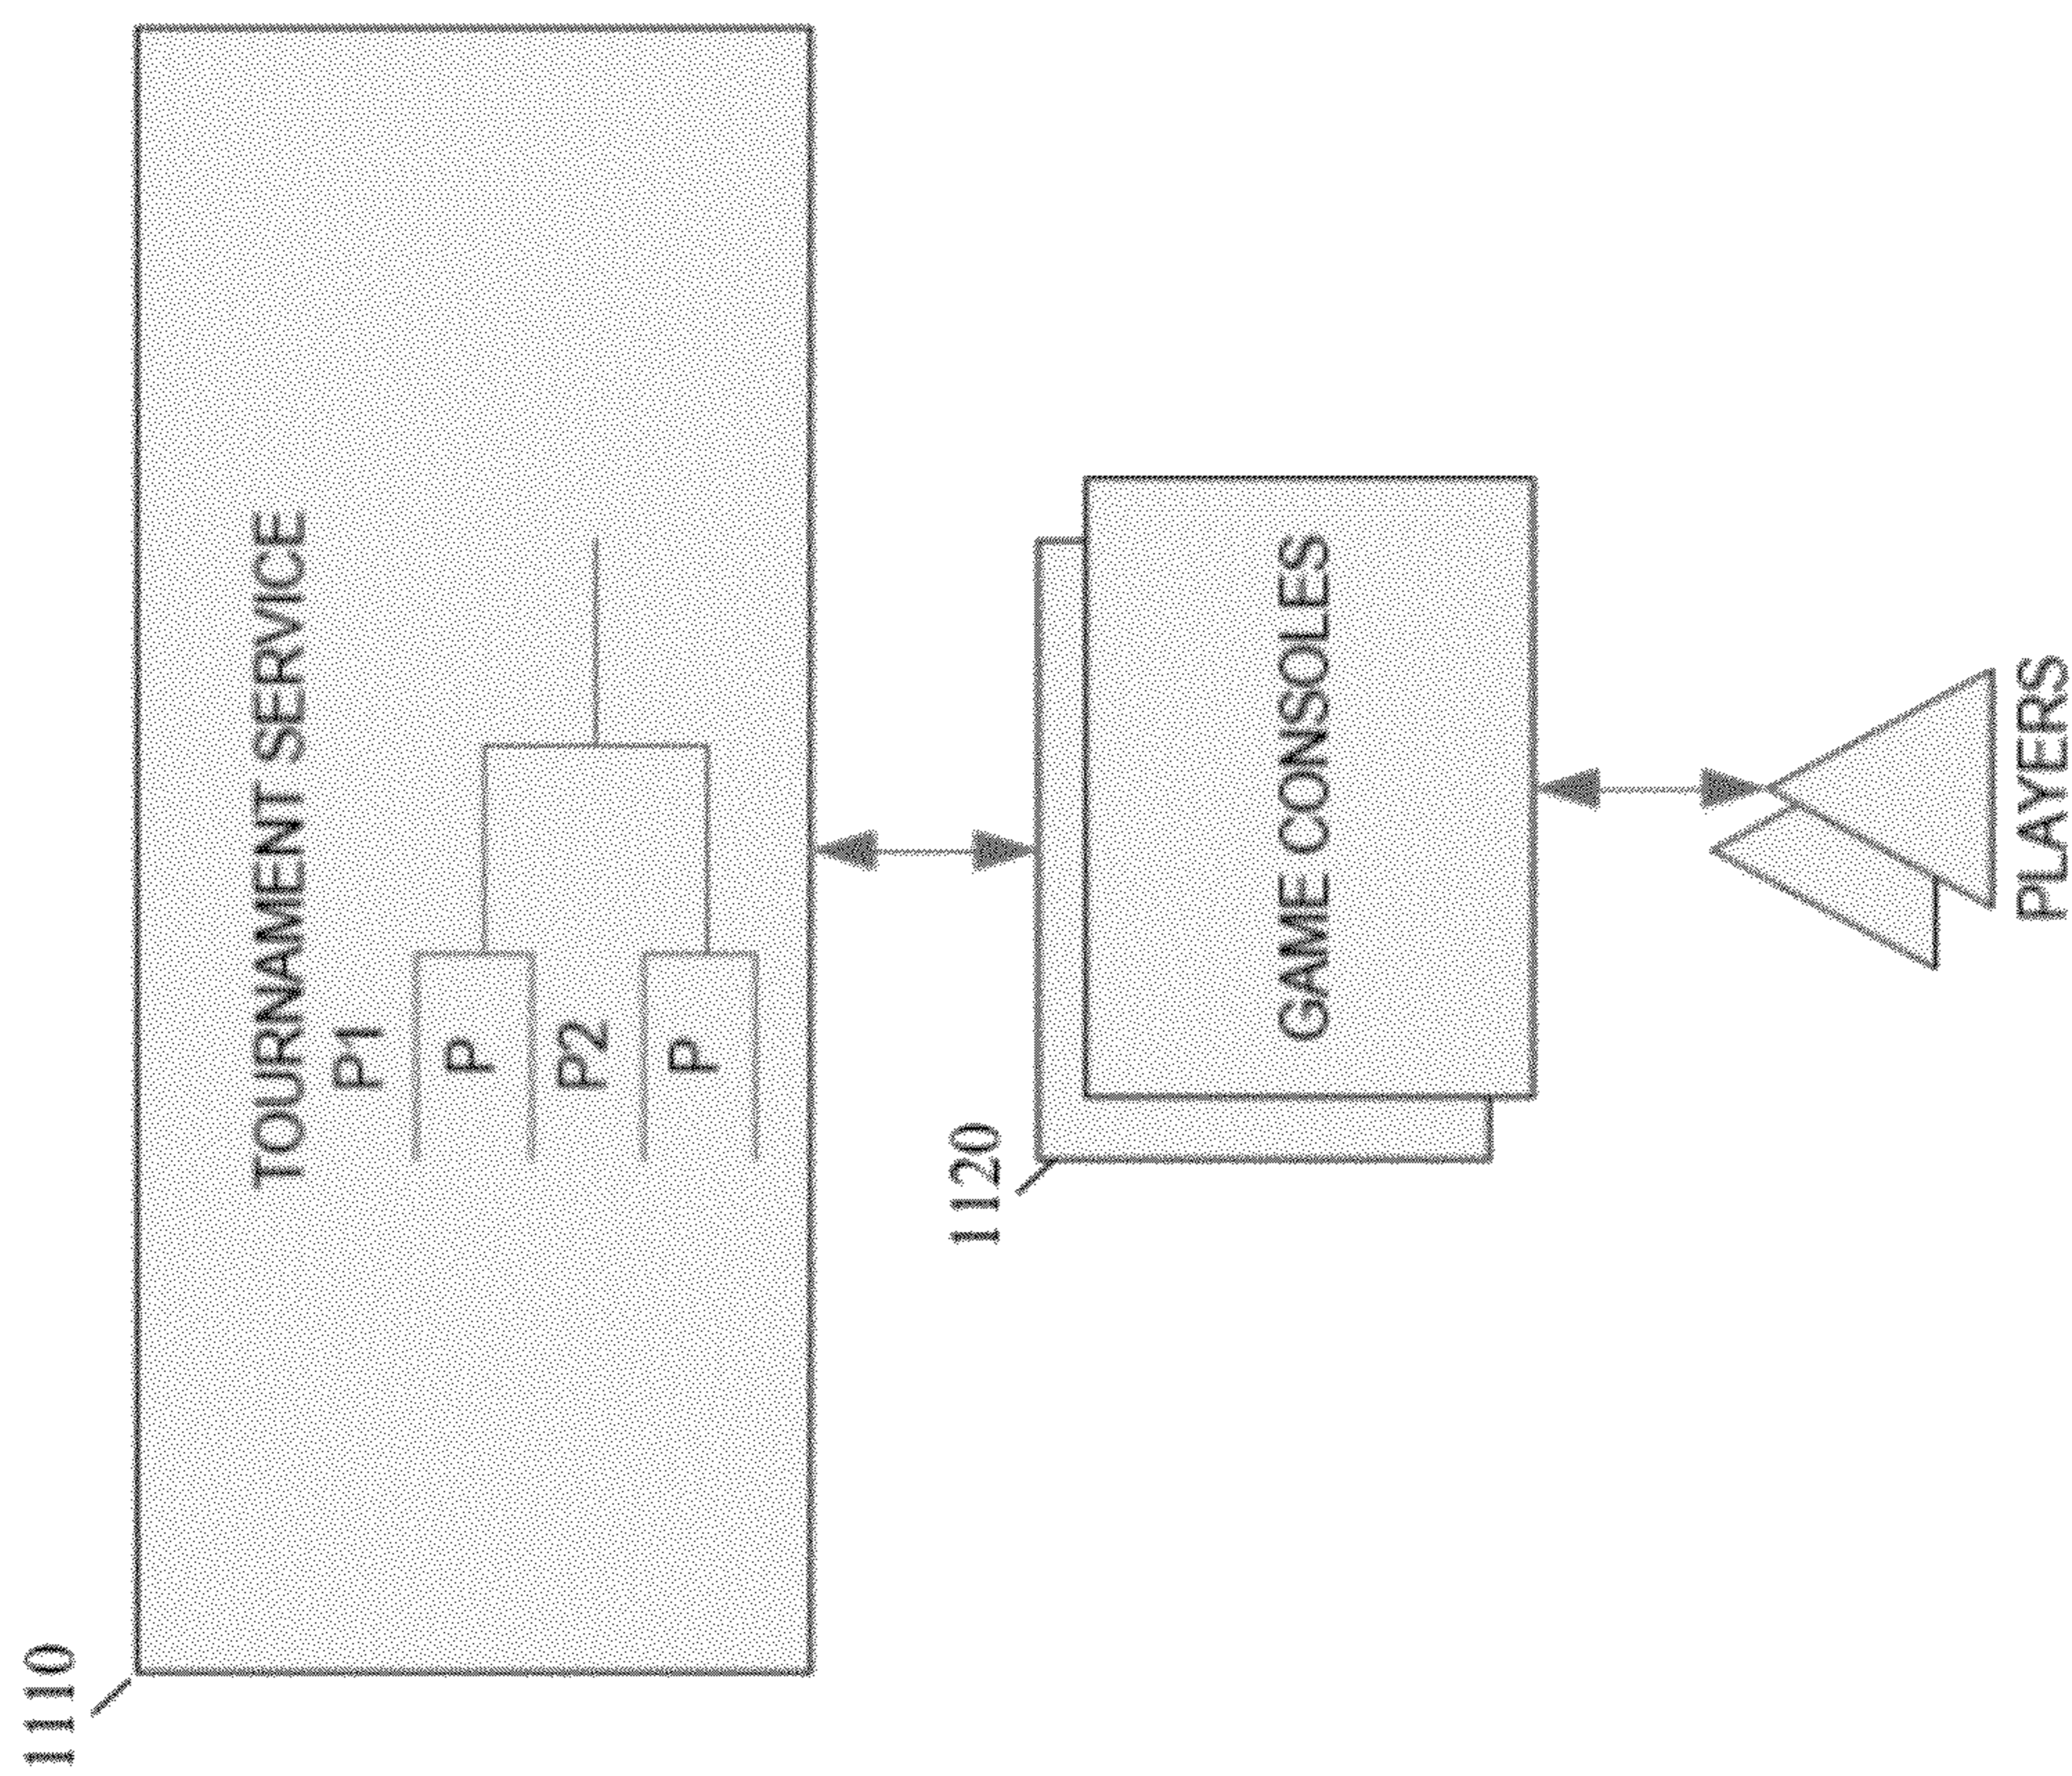 1110
TOURNAMENT SERVICE
P1
P
P2
P
1120
GAME CONSOLES
PLAYERS